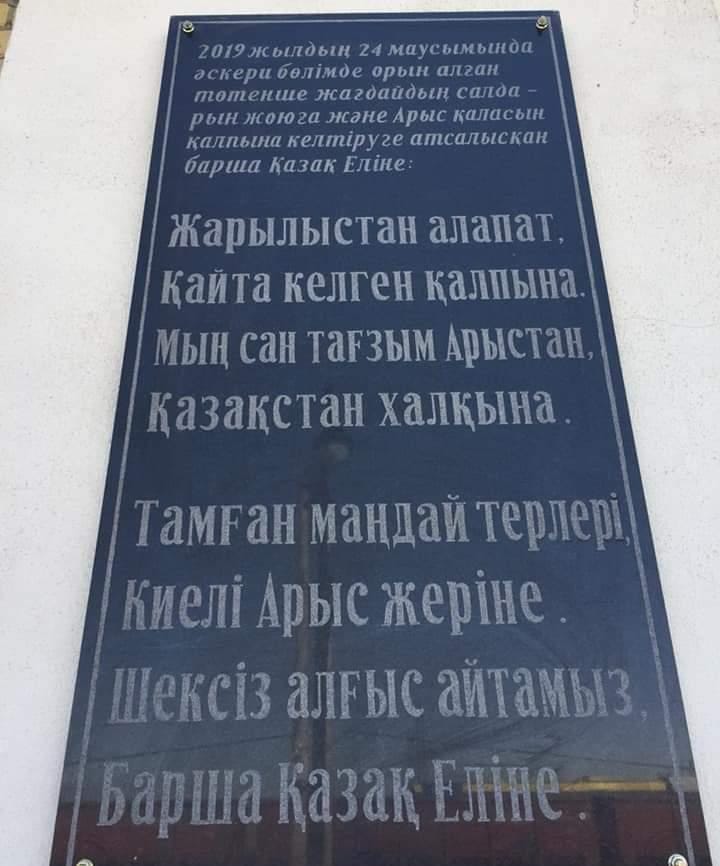 2019 жылдың 24 маусымында
әскери бөлімде орын алған
төтенше жағдайдың салда -
рын жоюға және Арыс қаласын
қалпына келтіруге атсалысқан
барша Қазақ Еліне:
Жарылыстан алапат,
Қайта келген қалпына.
Мың сан тағзым Арыстан,
Қазақстан халқына.
Тамған маңдай терлері,
Киелі Арыс жеріне.
Шексіз алғыс айтамыз,
Барша Қазақ Еліне.